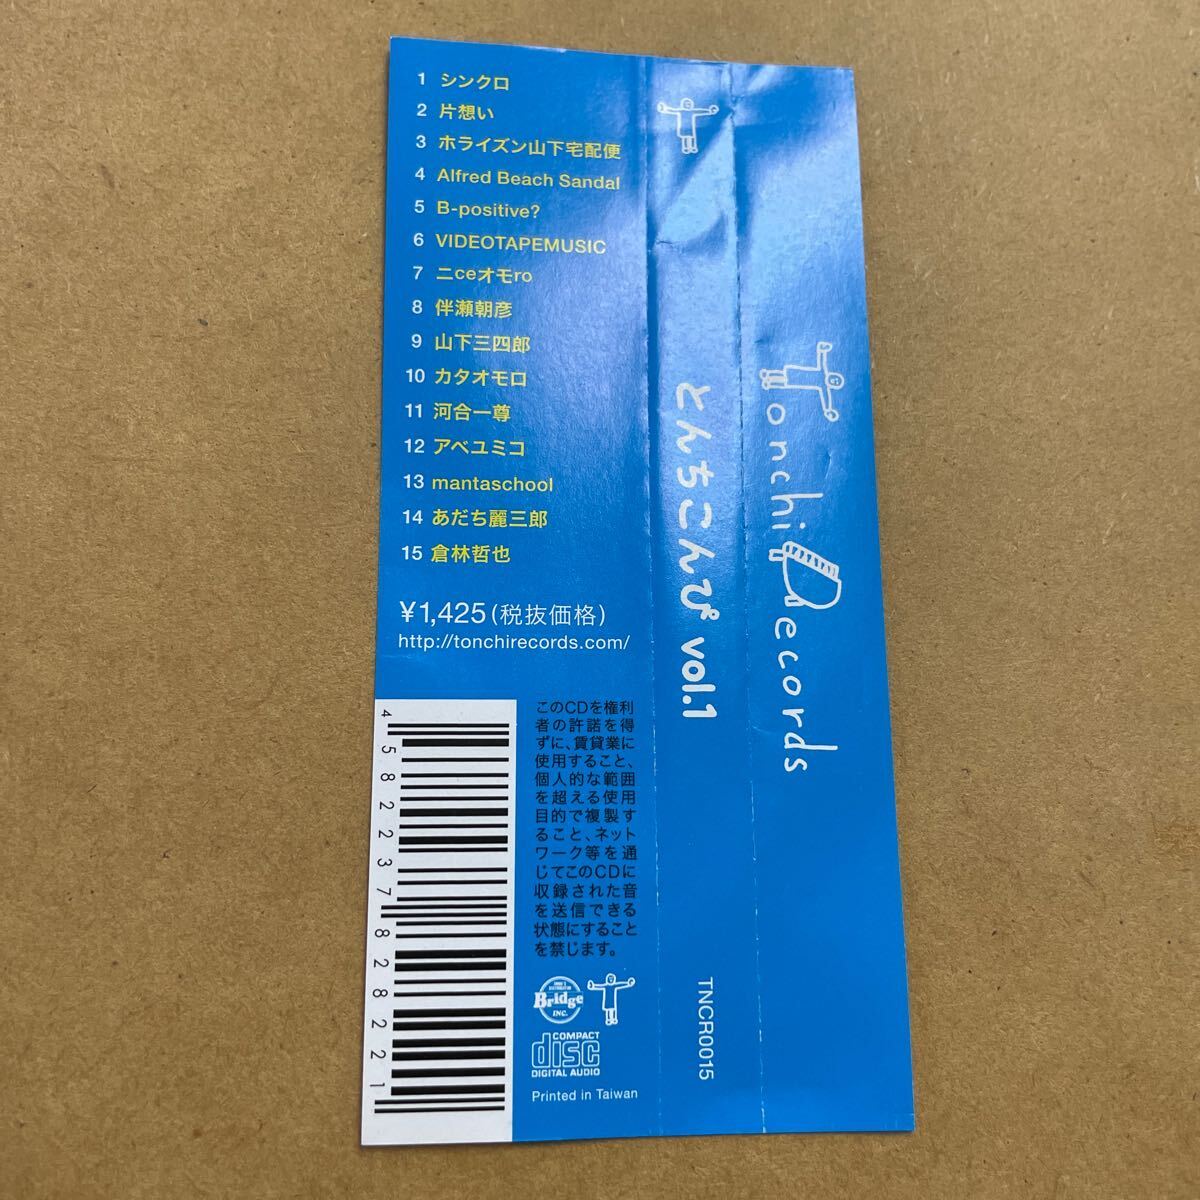 1 シンクロ
2 片想い
3 ホライズン山下宅配便
4 Alfred Beach Sandal
5 B-positive?
6 VIDEOTAPEMUSIC
7 ニceオモro
8 伴瀬朝彦
9 山下三四郎
10 カタオモロ
11 河合一尊
12 アベユミコ
13 mantaschool
14 あだち麗三郎
15 倉林哲也
¥1,425(税抜価格)
http://tonchirecords.com/
このCDを権利
者の許諾を得
ずに、賃貸業に
使用すること、
個人的な範囲
を超える使用
目的で複製す
ること、ネット
ワーク等を通
じてこのCDに
収録された音
を送信できる
状態にすること
を禁じます。
4582237828221
Bridge
INC.
COMPACT
disc
DIGITAL AUDIO
Printed in Taiwan
とんちこんぴ vol.1
TNCR0015
Tonchi Records